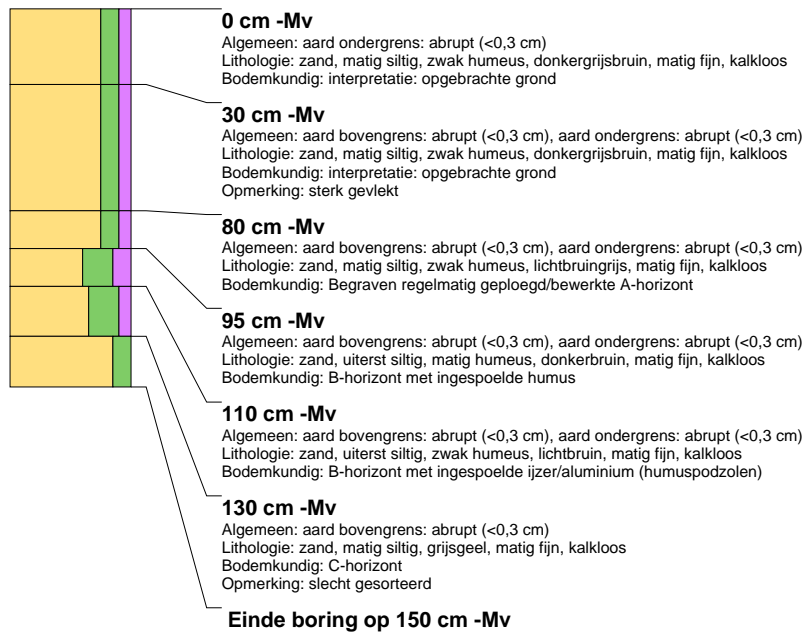 0 cm -Mv
Algemeen: aard ondergrens: abrupt (<0,3 cm)
Lithologie: zand, matig siltig, zwak humeus, donkergrijsbruin, matig fijn, kalkloos
Bodemkundig: interpretatie: opgebrachte grond
30 cm -Mv
Algemeen: aard bovengrens: abrupt (<0,3 cm), aard ondergrens: abrupt (<0,3 cm)
Lithologie: zand, matig siltig, zwak humeus, donkergrijsbruin, matig fijn, kalkloos
Bodemkundig: interpretatie: opgebrachte grond
Opmerking: sterk gevlekt
80 cm -Mv
Algemeen: aard bovengrens: abrupt (<0,3 cm), aard ondergrens: abrupt (<0,3 cm)
Lithologie: zand, matig siltig, zwak humeus, lichtbruingrijs, matig fijn, kalkloos
Bodemkundig: Begraven regelmatig geploegd/bewerkte A-horizont
95 cm -Mv
Algemeen: aard bovengrens: abrupt (<0,3 cm), aard ondergrens: abrupt (<0,3 cm)
Lithologie: zand, uiterst siltig, matig humeus, donkerbruin, matig fijn, kalkloos
Bodemkundig: B-horizont met ingespoelde humus
110 cm -Mv
Algemeen: aard bovengrens: abrupt (<0,3 cm), aard ondergrens: abrupt (<0,3 cm)
Lithologie: zand, uiterst siltig, zwak humeus, lichtbruin, matig fijn, kalkloos
Bodemkundig: B-horizont met ingespoelde ijzer/aluminium (humuspodzolen)
130 cm -Mv
Algemeen: aard bovengrens: abrupt (<0,3 cm)
Lithologie: zand, matig siltig, grijsgeel, matig fijn, kalkloos
Bodemkundig: C-horizont
Opmerking: slecht gesorteerd
Einde boring op 150 cm -Mv